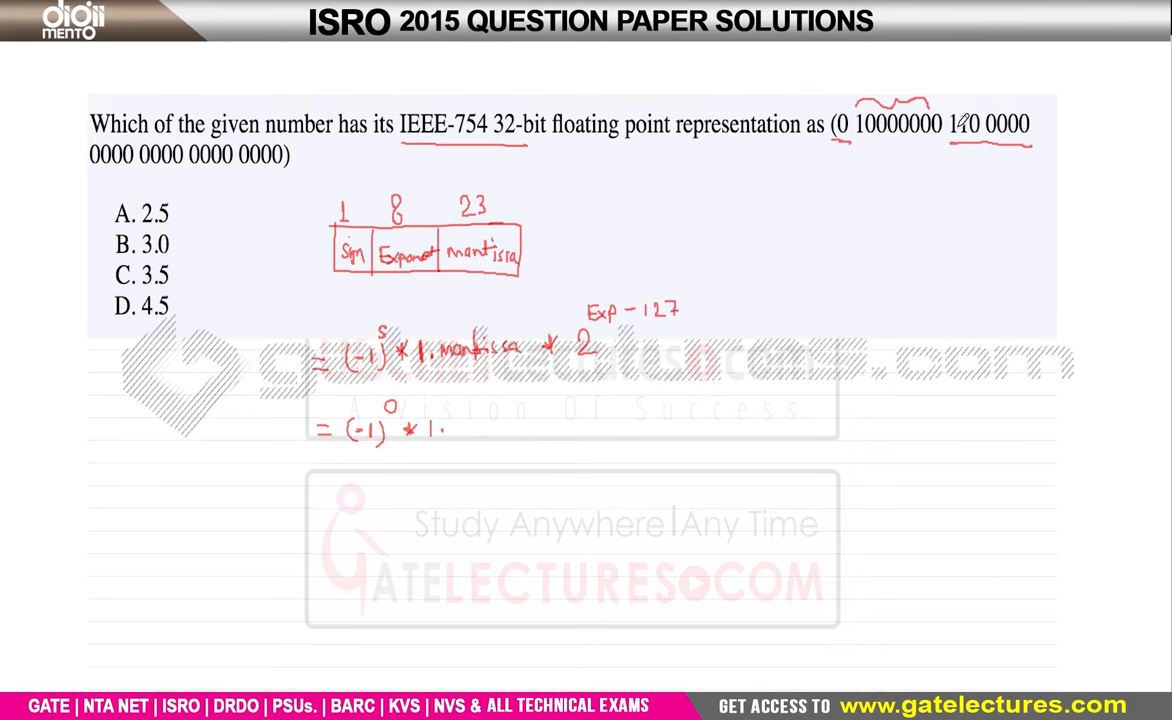 digii
MENTO
ISRO 2015 QUESTION PAPER SOLUTIONS
Which of the given number has its IEEE-754 32-bit floating point representation as (0 10000000 110 0000
0000 0000 0000 0000)
A. 2.5
B. 3.0
C. 3.5
D. 4.5
1 8 23
Sign Exponent mantissa
= (-1)^s * 1.mantissa * 2^Exp-127
A Vision Of Success
= (-1)^0 * 1.
Study Anywhere|Any Time
GATELECTURES.COM
GATE | NTA NET | ISRO | DRDO | PSUs. | BARC | KVS | NVS & ALL TECHNICAL EXAMS
GET ACCESS TO www.gatelectures.com